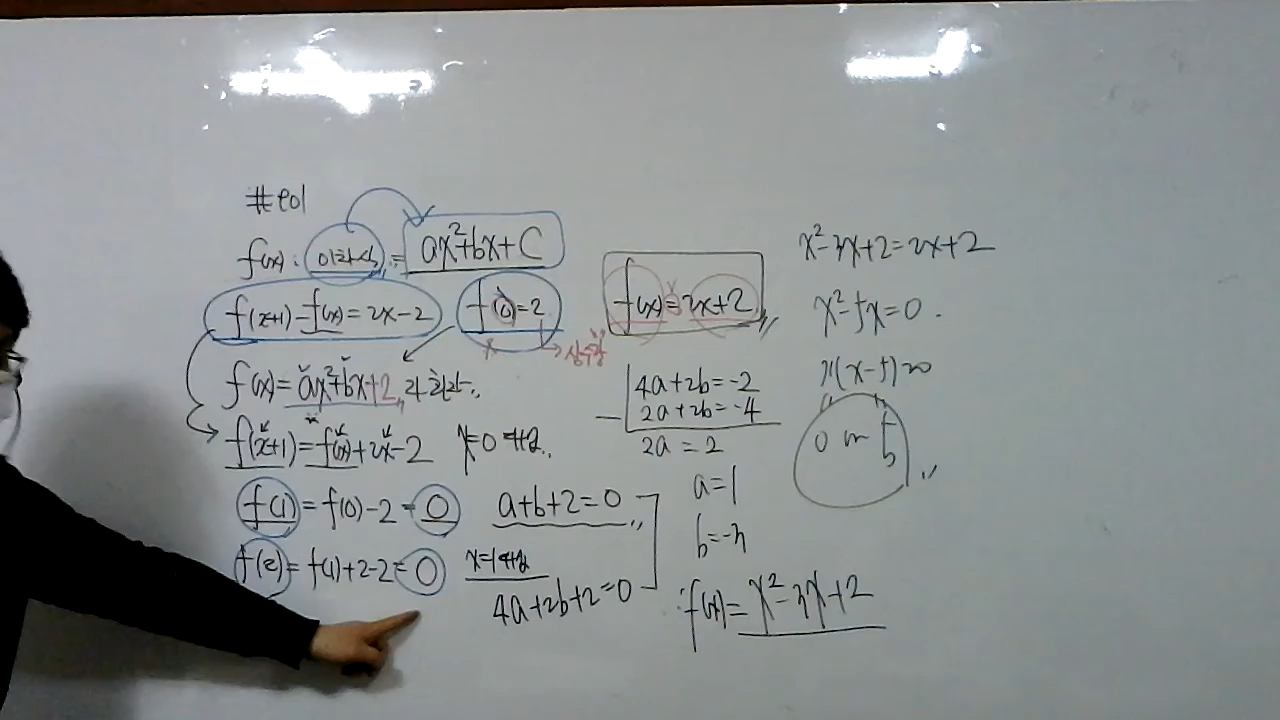 f(x) : 이차식 = ax²+bx+C
f(x+1)-f(x)=2x-2
f(0)=2
→ 상수항
f(x)=ax²+bx+2 라 하자.
f(x+1)=f(x)+2x-2
x=0 대입
f(1)=f(0)-2=0
a+b+2=0
f(2)=f(1)+2-2=0
x=1 대입
4a+2b+2=0
f(x)=2x+2
4a+2b=-2
- 2a+2b=-4
2a=2
a=1
b=-3
∴ f(x)=x²-3x+2
x²-3x+2=2x+2
x²-5x=0.
x(x-5)=0
0 or 5